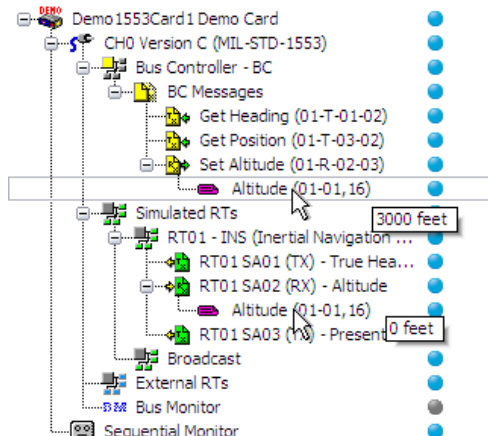 DEMO
Demo1553Card1 Demo Card
CH0 Version C (MIL-STD-1553)
Bus Controller - BC
BC Messages
Get Heading (01-T-01-02)
Get Position (01-T-03-02)
Set Altitude (01-R-02-03)
Altitude (01-01,16)
3000 feet
Simulated RTs
RT01 - INS (Inertial Navigation ...
RT01 SA01 (TX) - True Hea...
RT01 SA02 (RX) - Altitude
Altitude (01-01,16)
0 feet
RT01 SA03 - Present
Broadcast
External RTs
BM Bus Monitor
Sequential Monitor